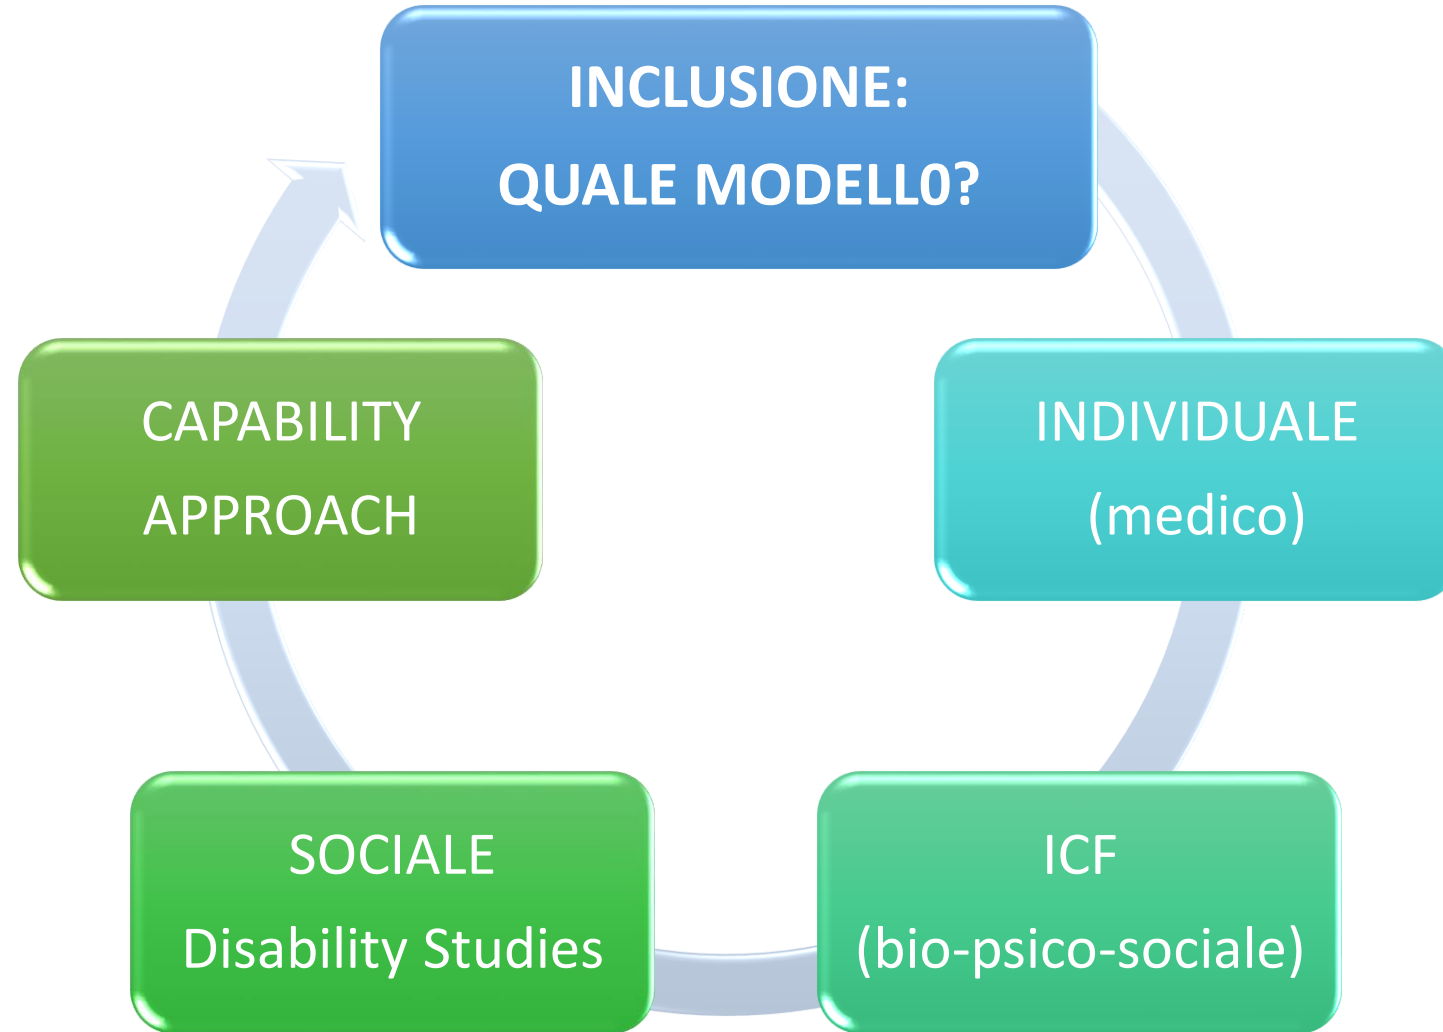 INCLUSIONE:
QUALE MODELL0?
INDIVIDUALE
(medico)
ICF
(bio-psico-sociale)
SOCIALE
Disability Studies
CAPABILITY
APPROACH